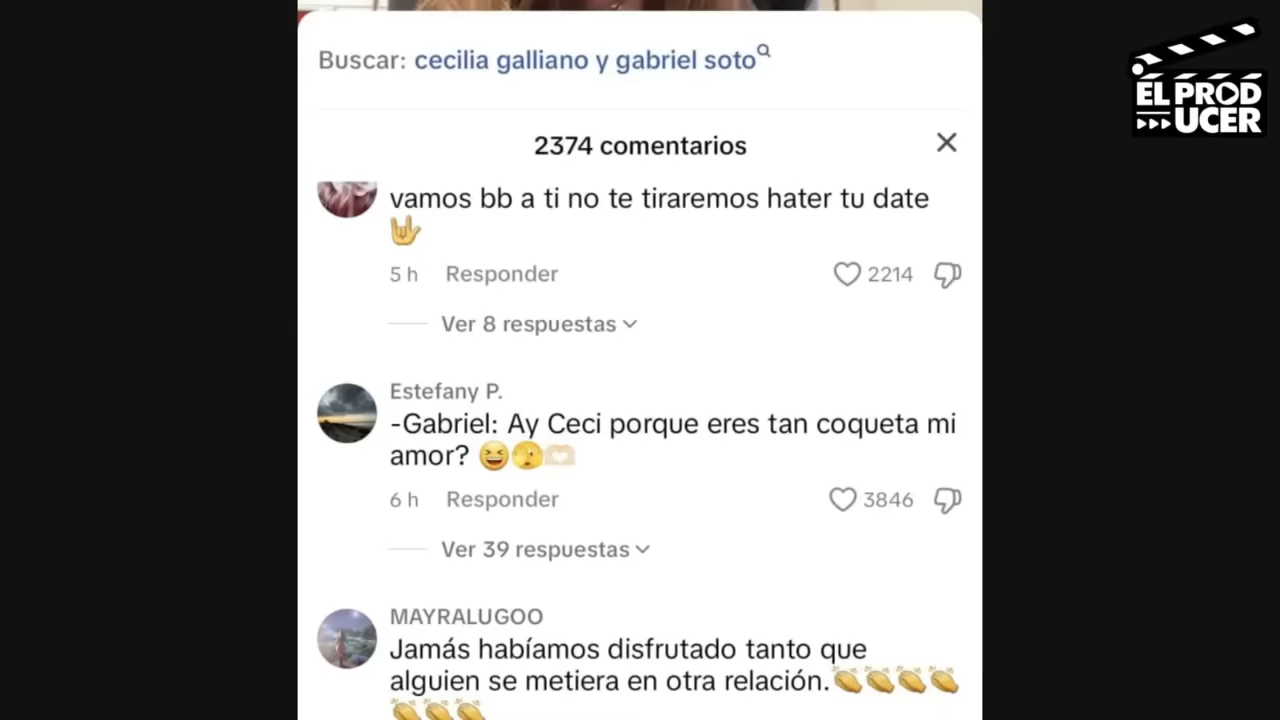 Buscar: cecilia galliano y gabriel soto
EL PROD
UCER
2374 comentarios
vamos bb a ti no te tiraremos hater tu date
🤟
5 h Responder 2214
Ver 8 respuestas
Estefany P.
-Gabriel: Ay Ceci porque eres tan coqueta mi
amor? 😆🫣🫶🏻
6 h Responder 3846
Ver 39 respuestas
MAYRALUGOO
Jamás habíamos disfrutado tanto que
alguien se metiera en otra relación.👏👏👏👏
👏👏👏